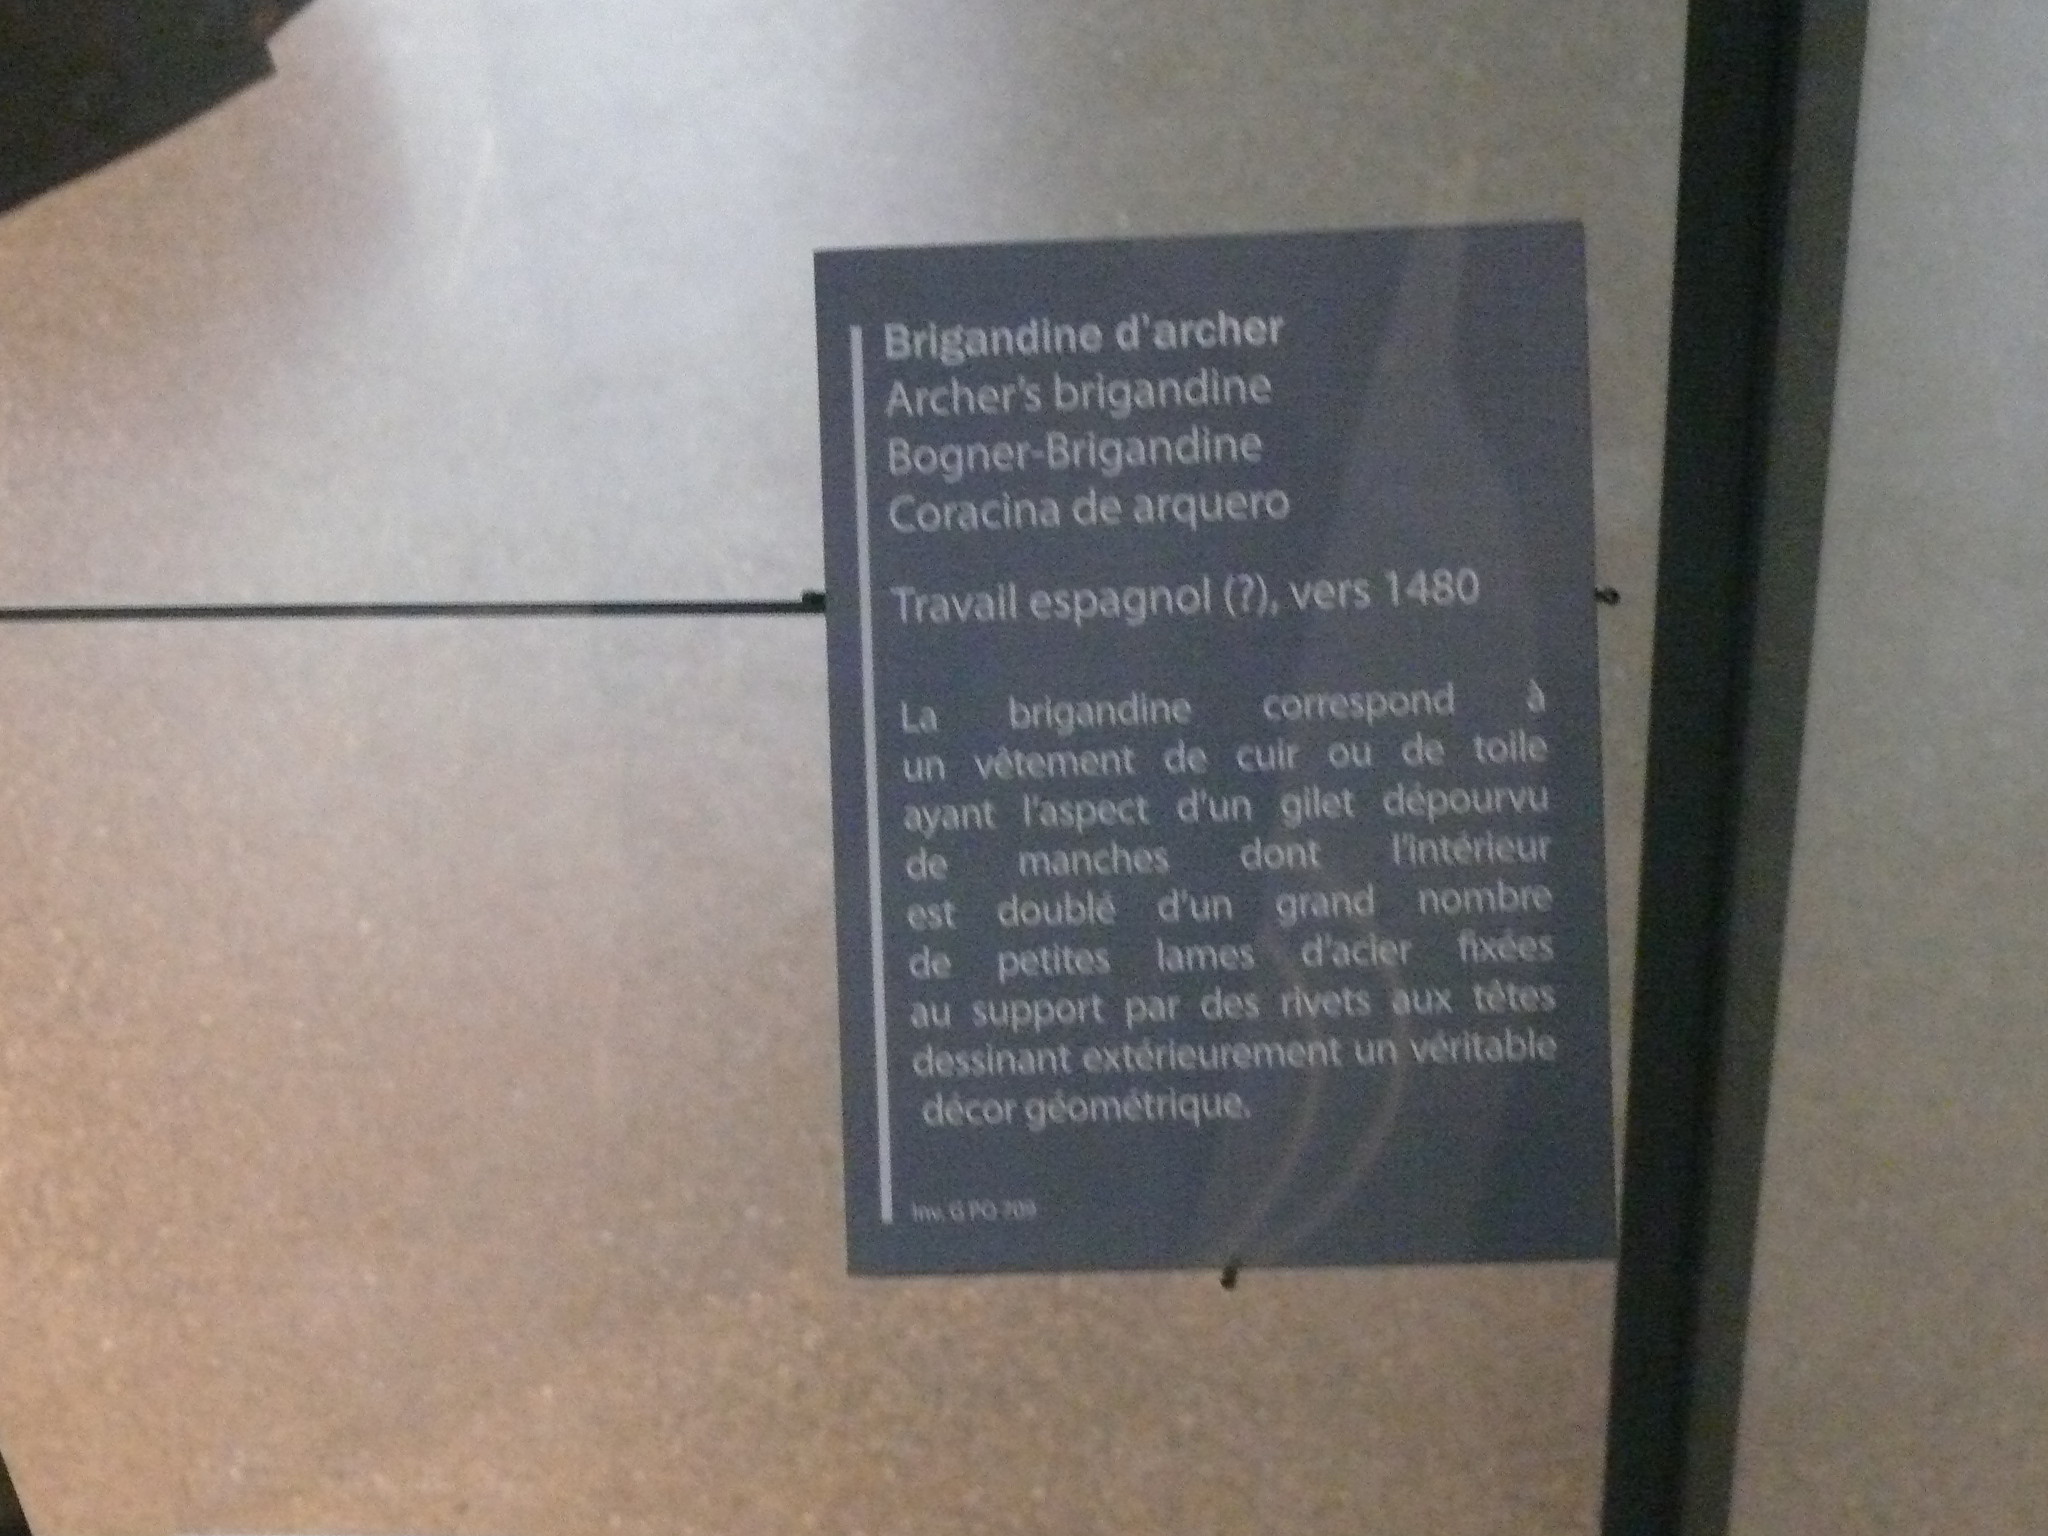 Brigandine d'archer
Archer's brigandine
Bogner-Brigandine
Coracina de arquero
Travail espagnol (?), vers 1480
La brigandine correspond à
un vêtement de cuir ou de toile
ayant l'aspect d'un gilet dépourvu
de manches dont l'intérieur
est doublé d'un grand nombre
de petites lames d'acier fixées
au support par des rivets aux têtes
dessinant extérieurement un véritable
décor géométrique.
Inv. G PO